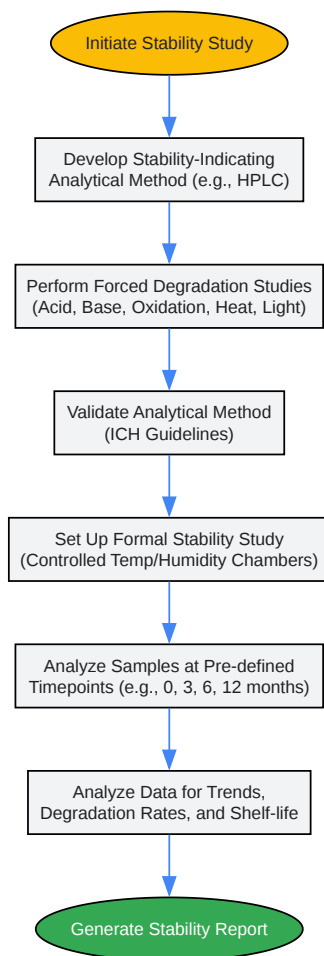 Initiate Stability Study
Develop Stability-Indicating
Analytical Method (e.g., HPLC)
Perform Forced Degradation Studies
(Acid, Base, Oxidation, Heat, Light)
Validate Analytical Method
(ICH Guidelines)
Set Up Formal Stability Study
(Controlled Temp/Humidity Chambers)
Analyze Samples at Pre-defined
Timepoints (e.g., 0, 3, 6, 12 months)
Analyze Data for Trends,
Degradation Rates, and Shelf-life
Generate Stability Report